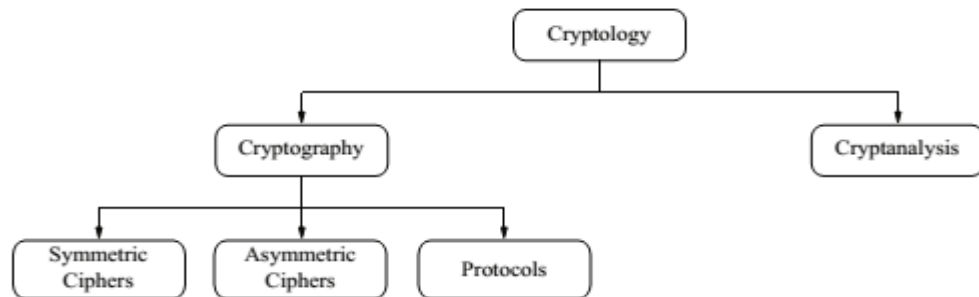 Cryptology
Cryptography
Cryptanalysis
Symmetric
Ciphers
Asymmetric
Ciphers
Protocols